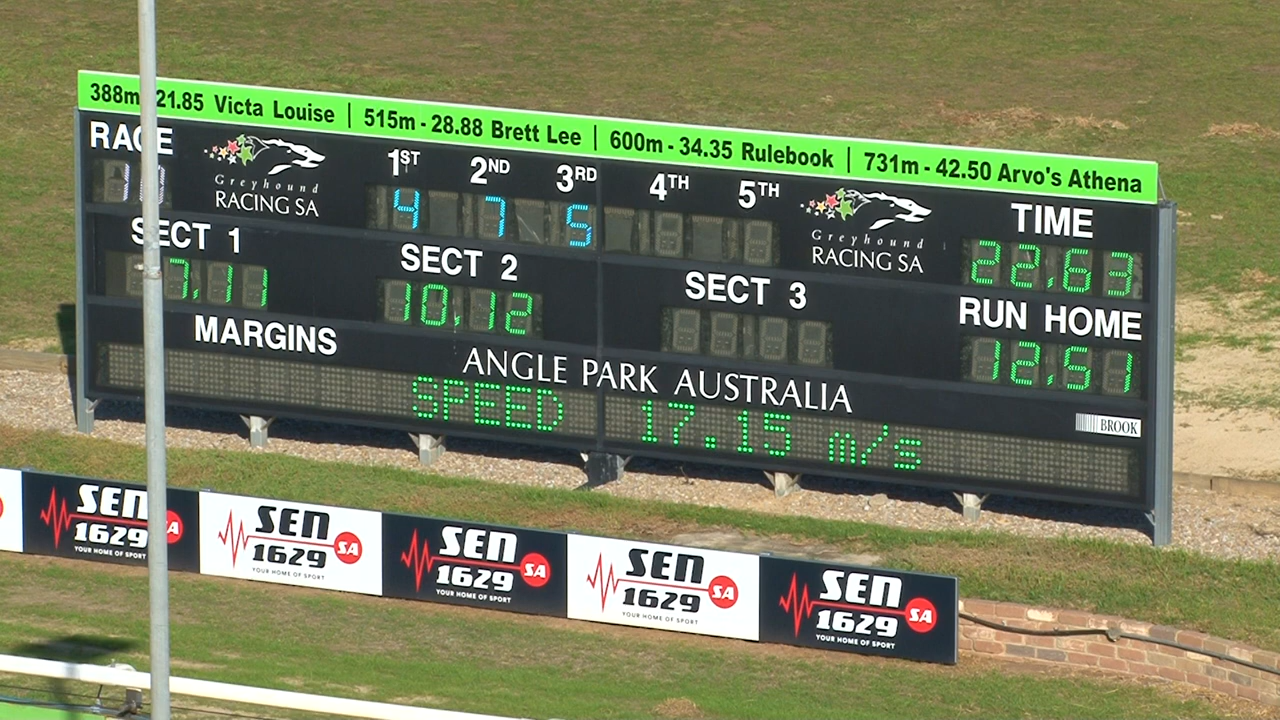 388m 21.85 Victa Louise | 515m - 28.88 Brett Lee | 600m - 34.35 Rulebook | 731m - 42.50 Arvo's Athena
RACE
Greyhound
RACING SA
1ST 2ND 3RD 4TH 5TH
4 7 5
Greyhound
RACING SA
TIME
22.63
SECT 1
7.11
SECT 2
10.12
SECT 3
RUN HOME
12.51
MARGINS
ANGLE PARK AUSTRALIA
SPEED 17.15 m/s
BROOK
SEN
1629
YOUR HOME OF SPORT
SEN
1629 SA
YOUR HOME OF SPORT
SEN
1629 SA
YOUR HOME OF SPORT
SEN
1629 SA
YOUR HOME OF SPORT
SEN
1629 SA
YOUR HOME OF SPORT